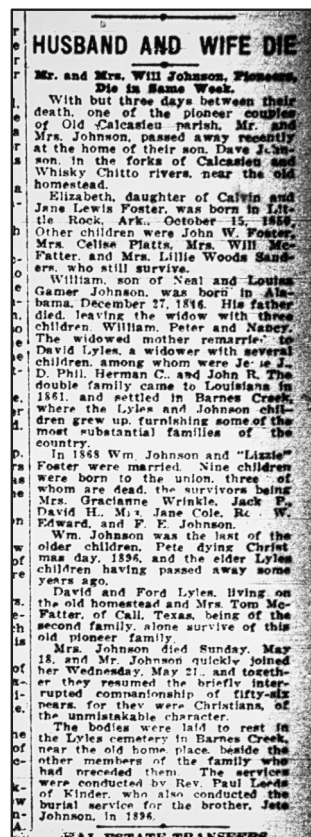 HUSBAND AND WIFE DIE
Mr. and Mrs. Will Johnson, Pioneers,
Die in Same Week.
With but three days between their
death, one of the pioneer couples
of Old Calcasieu parish, Mr. and
Mrs. Johnson, passed away recently
at the home of their son, Dave John-
son, in the forks of Calcasieu and
Whisky Chitto rivers, near the old
homestead.
Elizabeth, daughter of Calvin and
Jane Lewis Foster, was born in Lit-
tle Rock, Ark., October 15,
Other children were John W. Foster,
Mrs. Celise Platts, Mrs. Will Mc-
Fatter, and Mrs. Lillie Woods Sand-
ers, who still survive.
William, son of Neal and Louisa
Gamer Johnson, was born in Ala-
bama, December 27, 1846. His father
died, leaving the widow with three
children, William, Peter and Nancy.
The widowed mother remarried to
David Lyles, a widower with several
children, among whom were J.,
D. Phil, Herman C., and John E. The
double family came to Louisiana in
1861, and settled in Barnes Creek,
where the Lyles and Johnson chil-
dren grew up, furnishing some of the
most substantial families of the
country.
In 1868 Wm. Johnson and "Lizzie"
Foster were married. Nine children
were born to the union, three of
whom are dead, the survivors being
Mrs. Gracianne Wrinkle, Jack P.,
David H., Jane Cole, W.
Edward, and F. E. Johnson.
Wm. Johnson was the last of the
older children, Pete dying Christ
mas day, 1896, and the elder Lyles
children having passed away some
years ago.
David and Ford Lyles, living on
the old homestead and Mrs. Tom Mc-
Fatter, of Call, Texas, being of the
second family, alone survive of this
old pioneer family.
Mrs. Johnson died Sunday, May
18, and Mr. Johnson quickly joined
her Wednesday, May 21, and togeth-
er they resumed the briefly inter-
rupted companionship of fifty-six
years, for they were Christians, of
the unmistakable character.
The bodies were laid to rest in
the Lyles cemetery in Barnes Creek,
near the old home place, beside the
other members of the family who
had preceded them. The services
were conducted by Rev. Paul Leeds
of Kinder, who also conducted the
burial service for the brother, Jete
Johnson, in 1896.